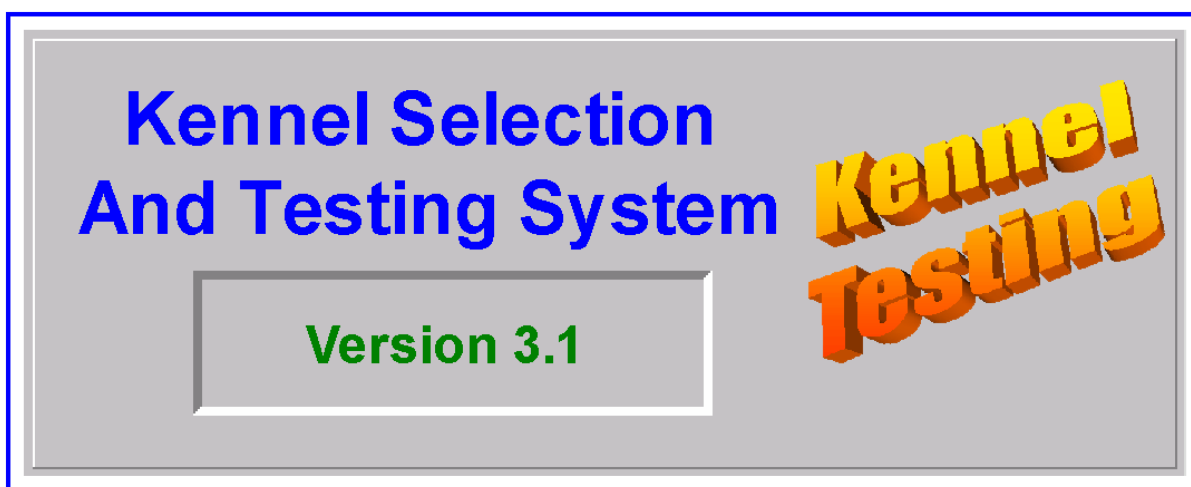 Kennel Selection
And Testing System
Version 3.1
Kennel
Testing